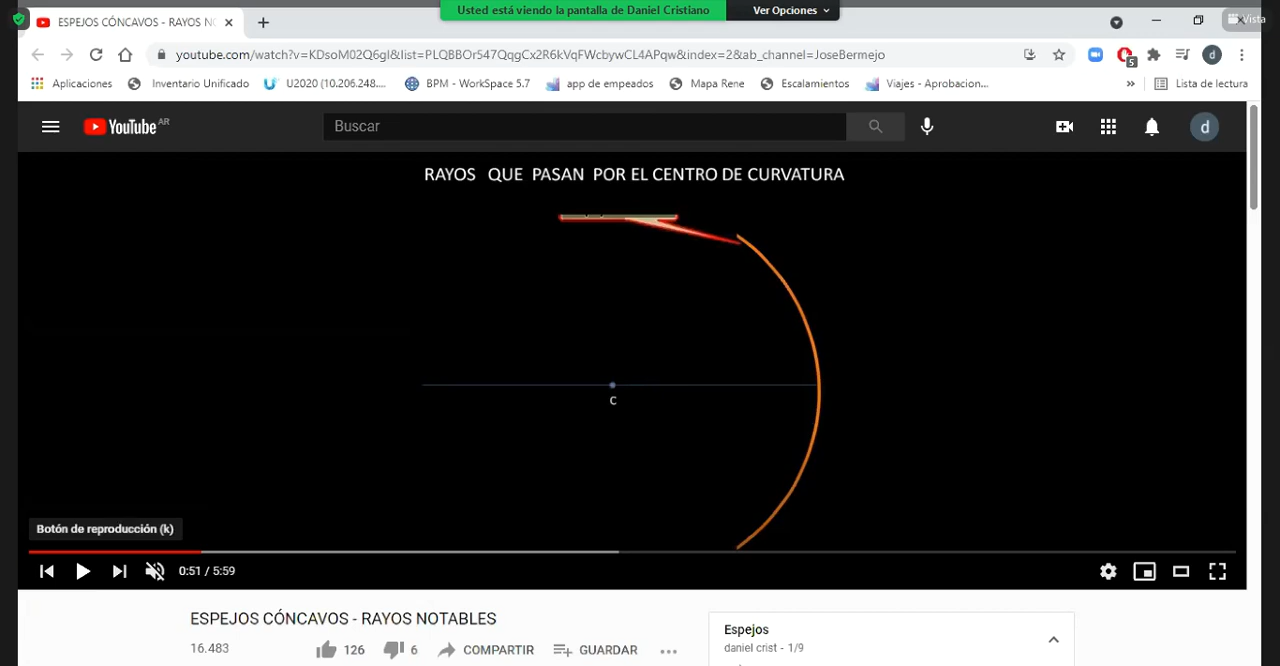 Usted está viendo la pantalla de Daniel Cristiano
Ver Opciones
Vista
youtube.com/watch?v=KDsoM02Q6gI&list=PLQBBOr547QqgCx2R6kVqFWcbywCL4APqw&index=2&ab_channel=JoseBermejo
5
d
Aplicaciones Inventario Unificado U2020 (10.206.248.... BPM - WorkSpace 5.7 app de empeados Mapa Rene Escalamientos Viajes - Aprobacion... » Lista de lectura
YouTube AR
Buscar
d
RAYOS QUE PASAN POR EL CENTRO DE CURVATURA
C
Botón de reproducción (k)
0:51 / 5:59
ESPEJOS CÓNCAVOS - RAYOS NOTABLES
16.483 126 6 COMPARTIR GUARDAR
Espejos
daniel crist - 1/9